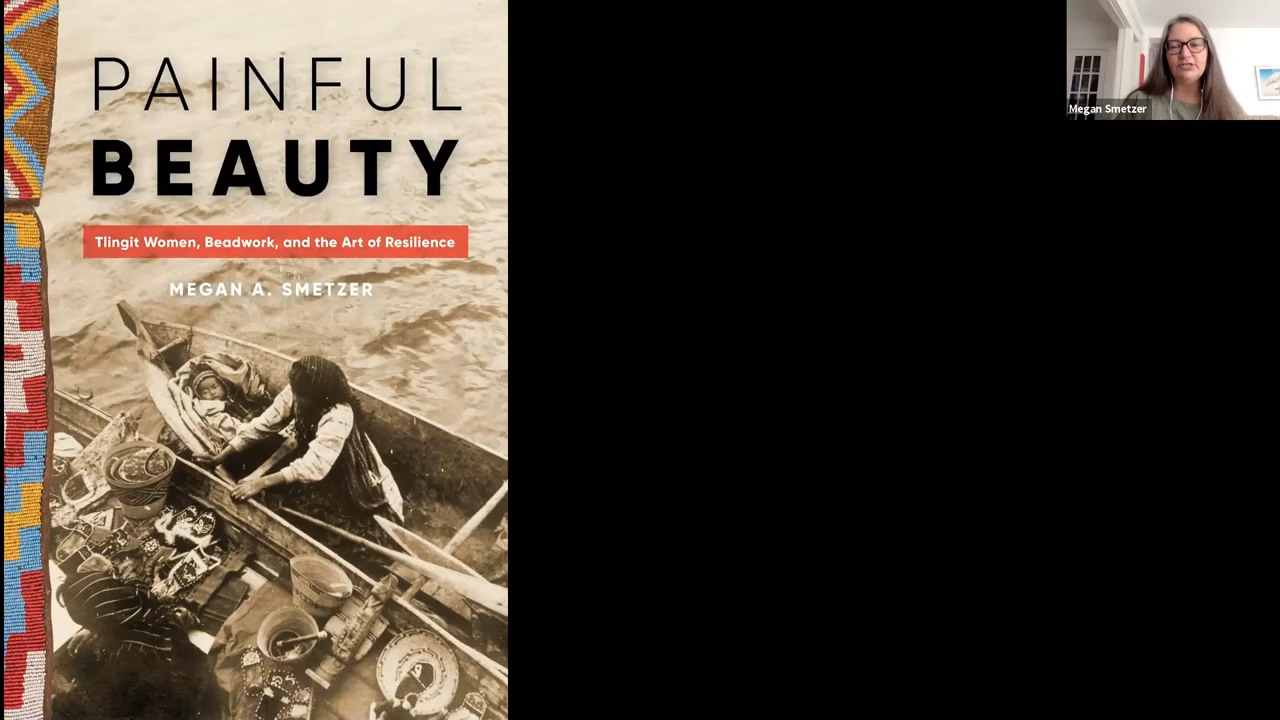 PAINFUL
BEAUTY
Tlingit Women, Beadwork, and the Art of Resilience
MEGAN A. SMETZER
Megan Smetzer